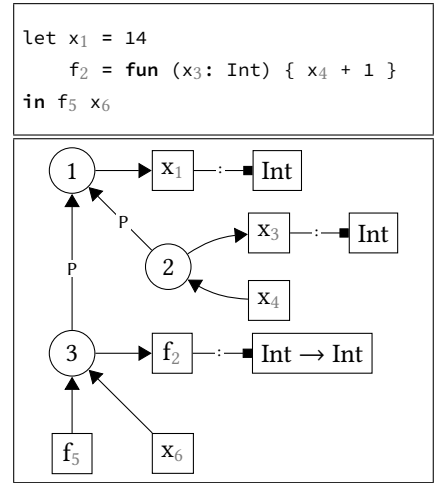 let x₁ = 14
f₂ = fun (x₃: Int) { x₄ + 1 }
in f₅ x₆
1 x₁ : Int
P x₃ : Int
2
P x₄
3 f₂ : Int → Int
f₅ x₆